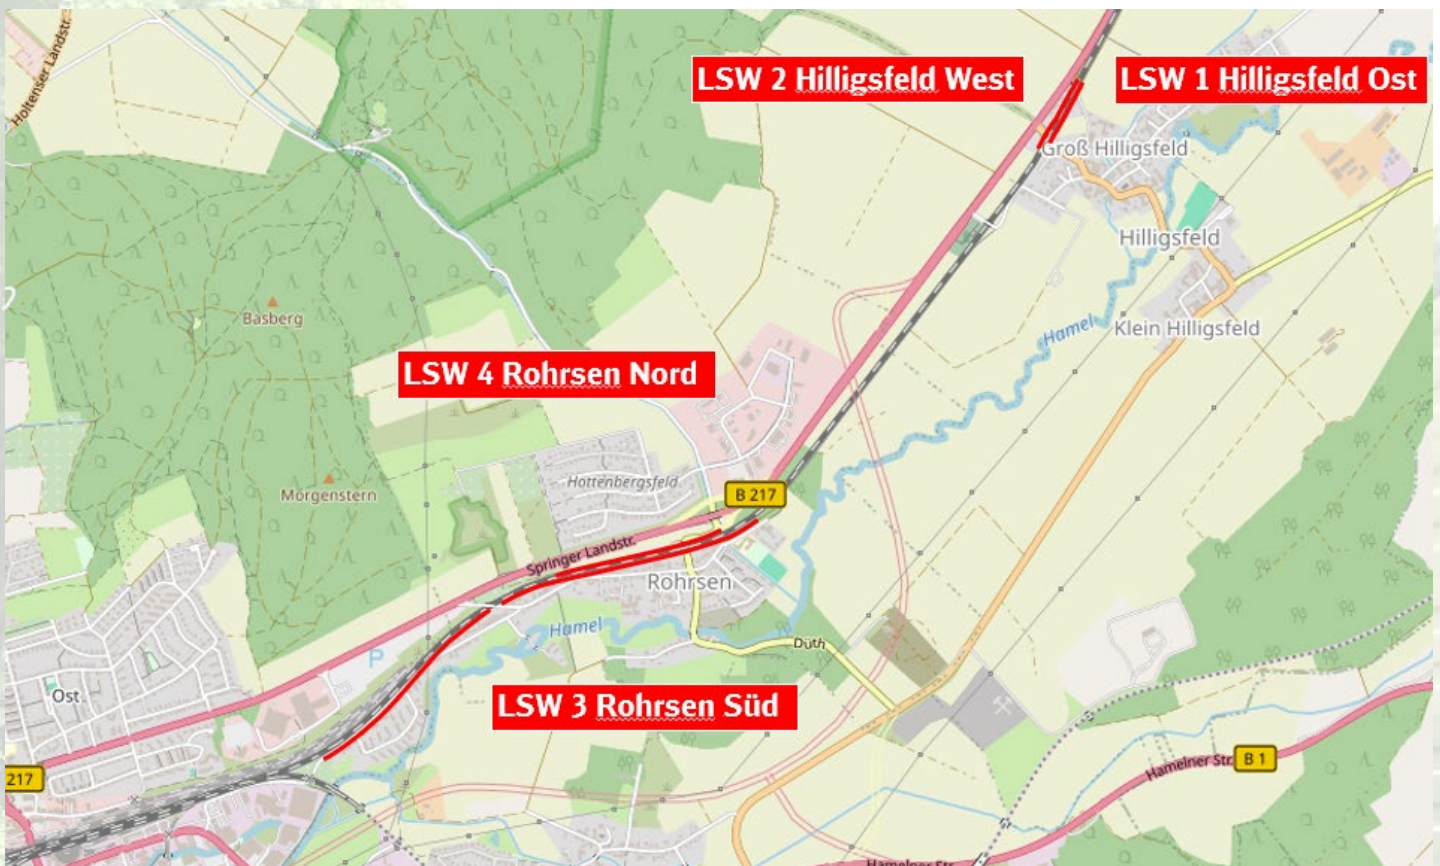 Holtenser Landstr.
LSW 2 Hilligsfeld West
LSW 1 Hilligsfeld Ost
Groß Hilligsfeld
Hilligsfeld
Basberg
Hamel
Klein Hilligsfeld
LSW 4 Rohrsen Nord
Hottenbergsfeld
Morgenstern
B 217
Springer Landstr.
Rohrsen
Hamel
Düth
P
Ost
LSW 3 Rohrsen Süd
217
Hamelner Str.
B 1
Hamelner Str.